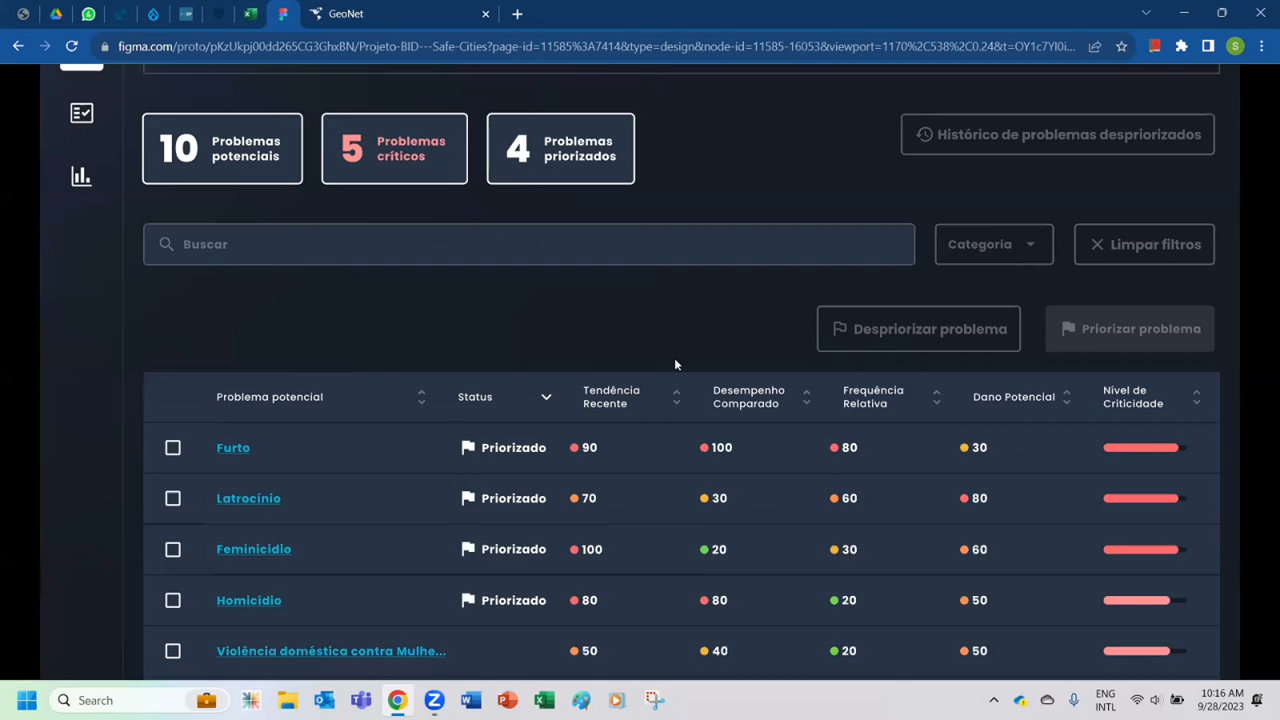 GeoNet
figma.com/proto/pKzUkpj00dd265CG3GhxBN/Projeto-BID---Safe-Cities?page-id=11585%3A7414&type=design&node-id=11585-16053&viewport=1170%2C538%2C0.24&t=OY1c7Yl0i...
S
10 Problemas potenciais
5 Problemas críticos
4 Problemas priorizados
Histórico de problemas despriorizados
Buscar
Categoria
Limpar filtros
Despriorizar problema
Priorizar problema
Problema potencial Status Tendência Recente Desempenho Comparado Frequência Relativa Dano Potencial Nível de Criticidade
Furto Priorizado 90 100 80 30
Latrocínio Priorizado 70 30 60 80
Feminicídio Priorizado 100 20 30 60
Homicídio Priorizado 80 80 20 50
Violência doméstica contra Mulhe... 50 40 20 50
Search
ENG
INTL
10:16 AM
9/28/2023